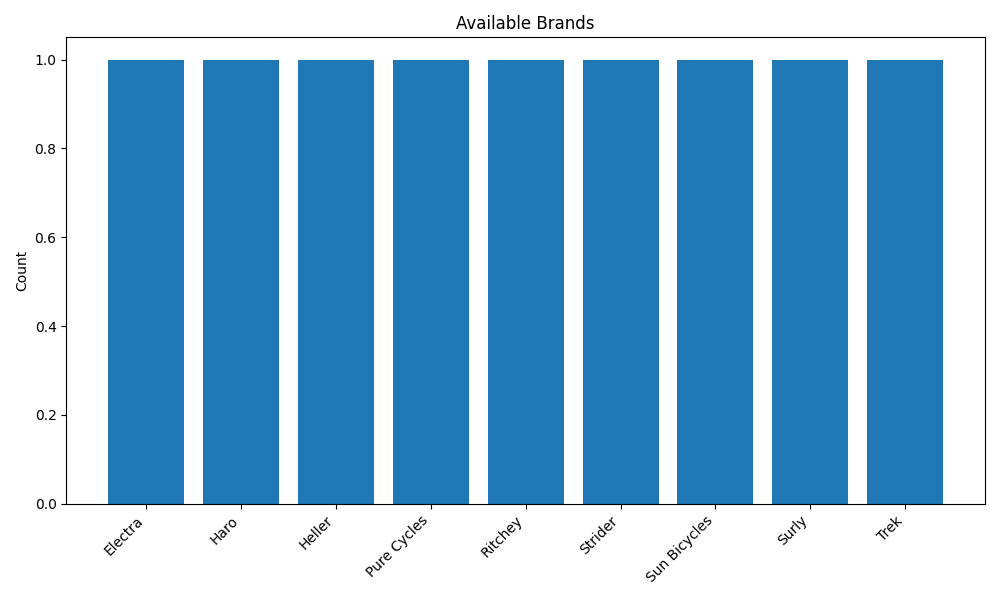 Available Brands
Count
1.0
0.8
0.6
0.4
0.2
0.0
Electra
Haro
Heller
Pure Cycles
Ritchey
Strider
Sun Bicycles
Surly
Trek